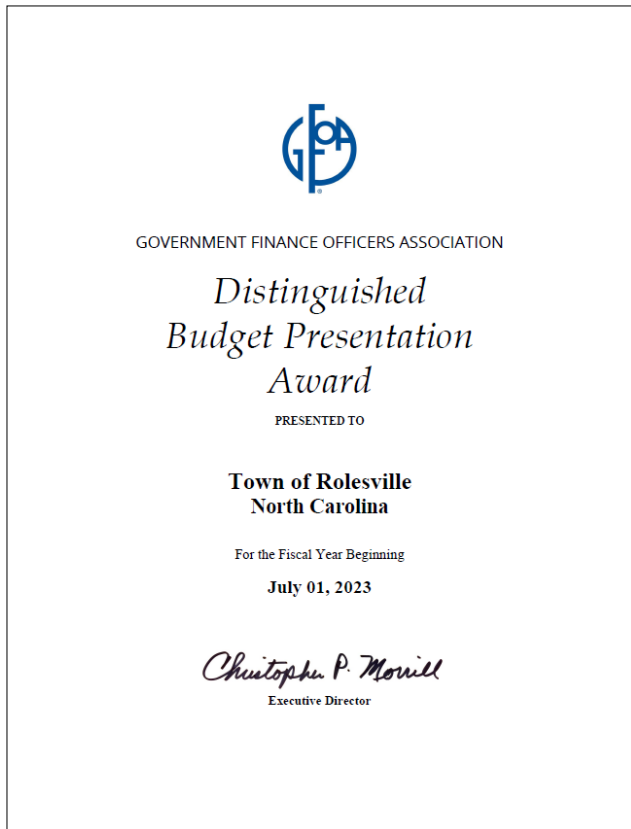 GFOA
®
GOVERNMENT FINANCE OFFICERS ASSOCIATION
Distinguished
Budget Presentation
Award
PRESENTED TO
Town of Rolesville
North Carolina
For the Fiscal Year Beginning
July 01, 2023
Christopher P. Morrill
Executive Director